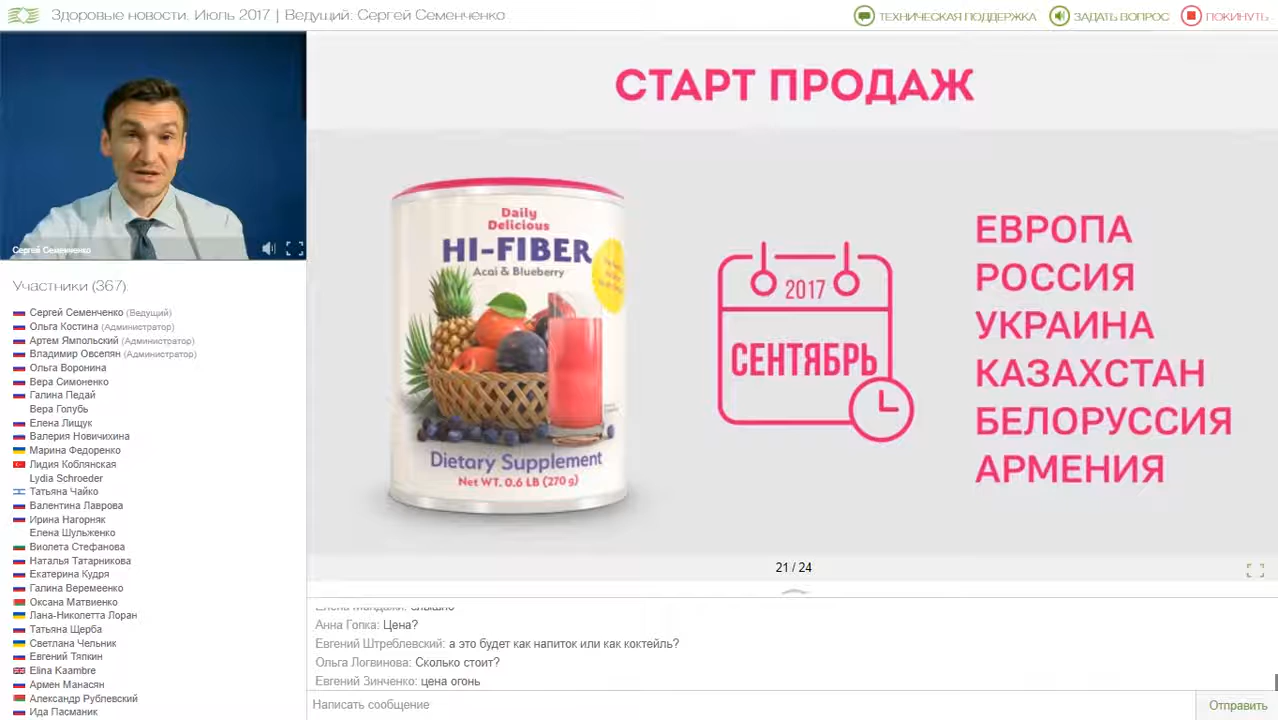 Здоровые новости. Июль 2017 | Ведущий: Сергей Семенченко
ТЕХНИЧЕСКАЯ ПОДДЕРЖКА
ЗАДАТЬ ВОПРОС
ПОКИНУТЬ
Сергей Семенченко
Участники (367)
Сергей Семенченко (Ведущий)
Ольга Костина (Администратор)
Артем Ямпольский (Администратор)
Владимир Овсепян (Администратор)
Ольга Воронина
Вера Симоненко
Галина Педай
Вера Голубь
Елена Лищук
Валерия Новичихина
Марина Федоренко
Лидия Коблянская
Lydia Schroeder
Татьяна Чайко
Валентина Лаврова
Ирина Нагорняк
Елена Шульженко
Виолета Стефанова
Наталья Татарникова
Екатерина Кудря
Галина Веремеенко
Оксана Матвиенко
Лана-Николетта Лоран
Татьяна Щерба
Светлана Чельник
Евгений Тяпкин
Elina Kaambre
Армен Манасян
Александр Рублевский
Ида Пасманик
СТАРТ ПРОДАЖ
Daily
Delicious
HI-FIBER
Acai & Blueberry
Dietary Supplement
Net WT. 0.6 LB (270 g)
2017
СЕНТЯБРЬ
ЕВРОПА
РОССИЯ
УКРАИНА
КАЗАХСТАН
БЕЛОРУССИЯ
АРМЕНИЯ
21 / 24
Анна Гопка: Цена?
Евгений Штреблевский: а это будет как напиток или как коктейль?
Ольга Логвинова: Сколько стоит?
Евгений Зинченко: цена огонь
Написать сообщение
Отправить